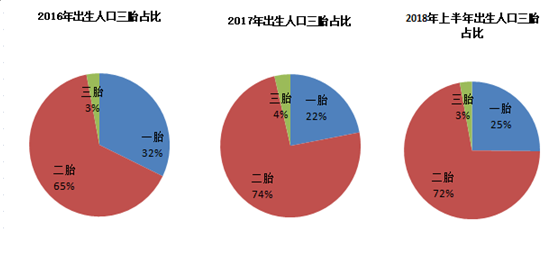 2016年出生人口三胎占比
三胎
3%
一胎
32%
二胎
65%
2017年出生人口三胎占比
三胎
4%
一胎
22%
二胎
74%
2018年上半年出生人口三胎
占比
三胎
3%
一胎
25%
二胎
72%